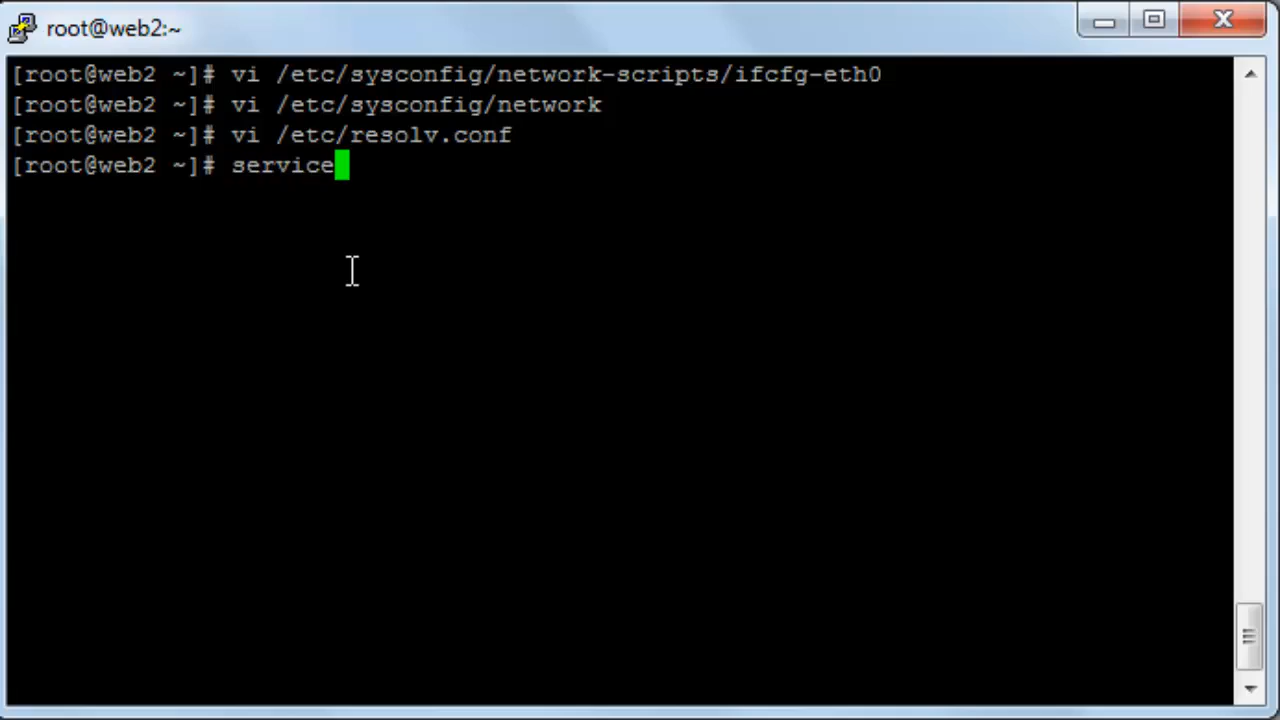 root@web2:~
[root@web2 ~]# vi /etc/sysconfig/network-scripts/ifcfg-eth0
[root@web2 ~]# vi /etc/sysconfig/network
[root@web2 ~]# vi /etc/resolv.conf
[root@web2 ~]# service